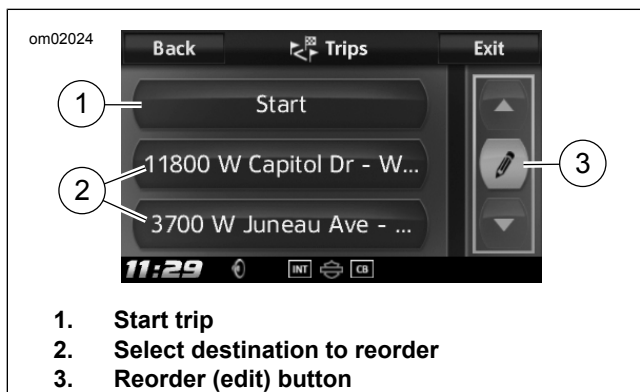 om02024
Back Trips Exit
1 Start
2 11800 W Capitol Dr - W... 3
3700 W Juneau Ave - ...
11:29 INT CB
1. Start trip
2. Select destination to reorder
3. Reorder (edit) button